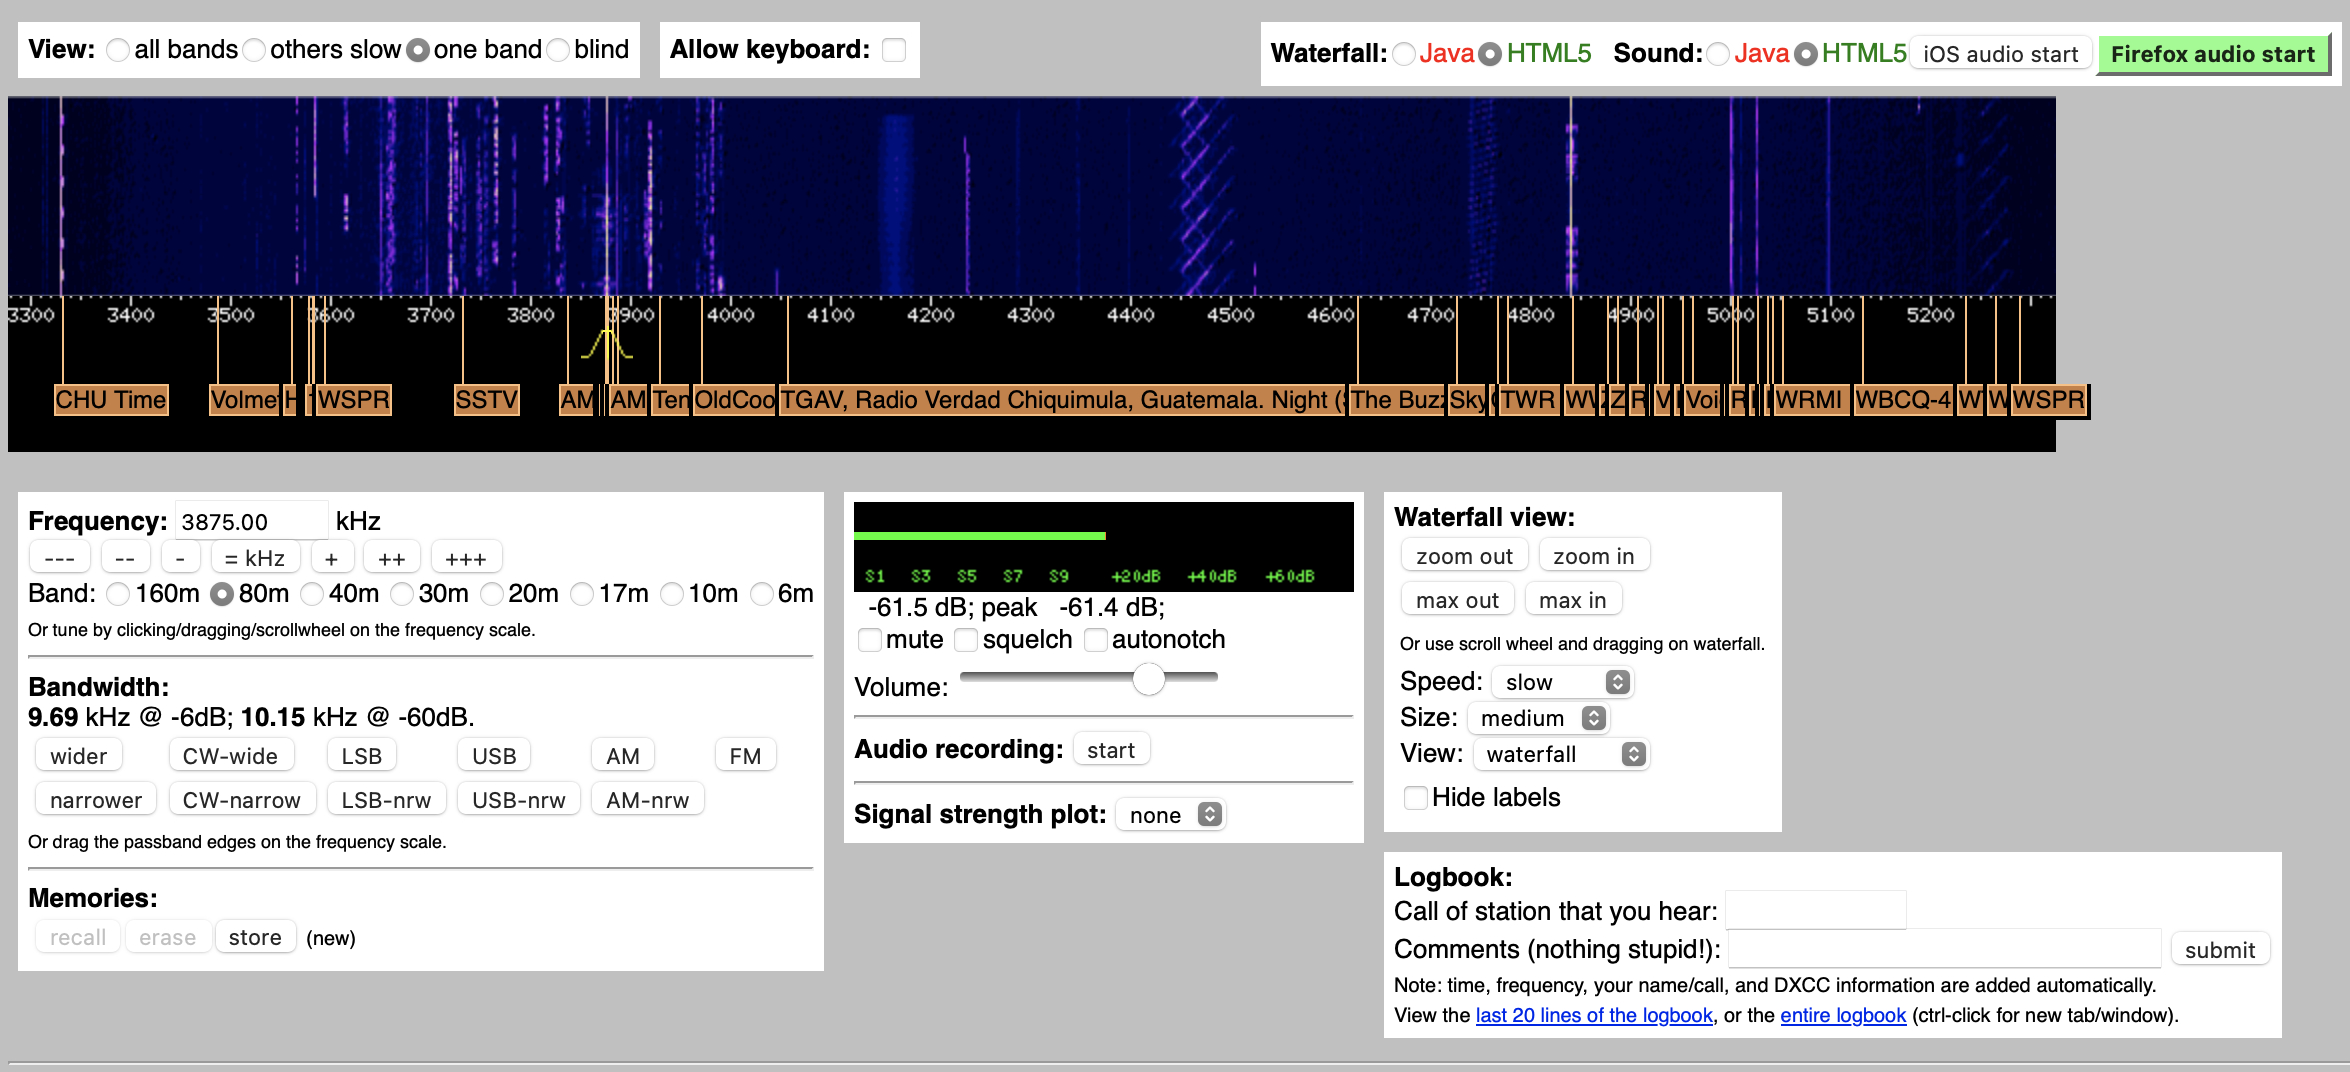 View: all bands others slow one band blind Allow keyboard: Waterfall: Java HTML5 Sound: Java HTML5 iOS audio start Firefox audio start
3300 3400 3500 3600 3700 3800 3900 4000 4100 4200 4300 4400 4500 4600 4700 4800 4900 5000 5100 5200
CHU Time Volme H WSPR SSTV AM AM Ten OldCoo TGAV, Radio Verdad Chiquimula, Guatemala. Night ( The Buzz Sky TWR Z R V Voi R WRMI WBCQ-4 W W WSPR
Frequency: 3875.00 kHz
--- -- - = kHz + ++ +++
Band: 160m 80m 40m 30m 20m 17m 10m 6m
Or tune by clicking/dragging/scrollwheel on the frequency scale.
Bandwidth:
9.69 kHz @ -6dB; 10.15 kHz @ -60dB.
wider CW-wide LSB USB AM FM
narrower CW-narrow LSB-nrw USB-nrw AM-nrw
Or drag the passband edges on the frequency scale.
Memories:
recall erase store (new)
S1 S3 S5 S7 S9 +20dB +40dB +60dB
-61.5 dB; peak -61.4 dB;
mute squelch autonotch
Volume:
Audio recording: start
Signal strength plot: none
Waterfall view:
zoom out zoom in
max out max in
Or use scroll wheel and dragging on waterfall.
Speed: slow
Size: medium
View: waterfall
Hide labels
Logbook:
Call of station that you hear:
Comments (nothing stupid!): submit
Note: time, frequency, your name/call, and DXCC information are added automatically.
View the last 20 lines of the logbook, or the entire logbook (ctrl-click for new tab/window).